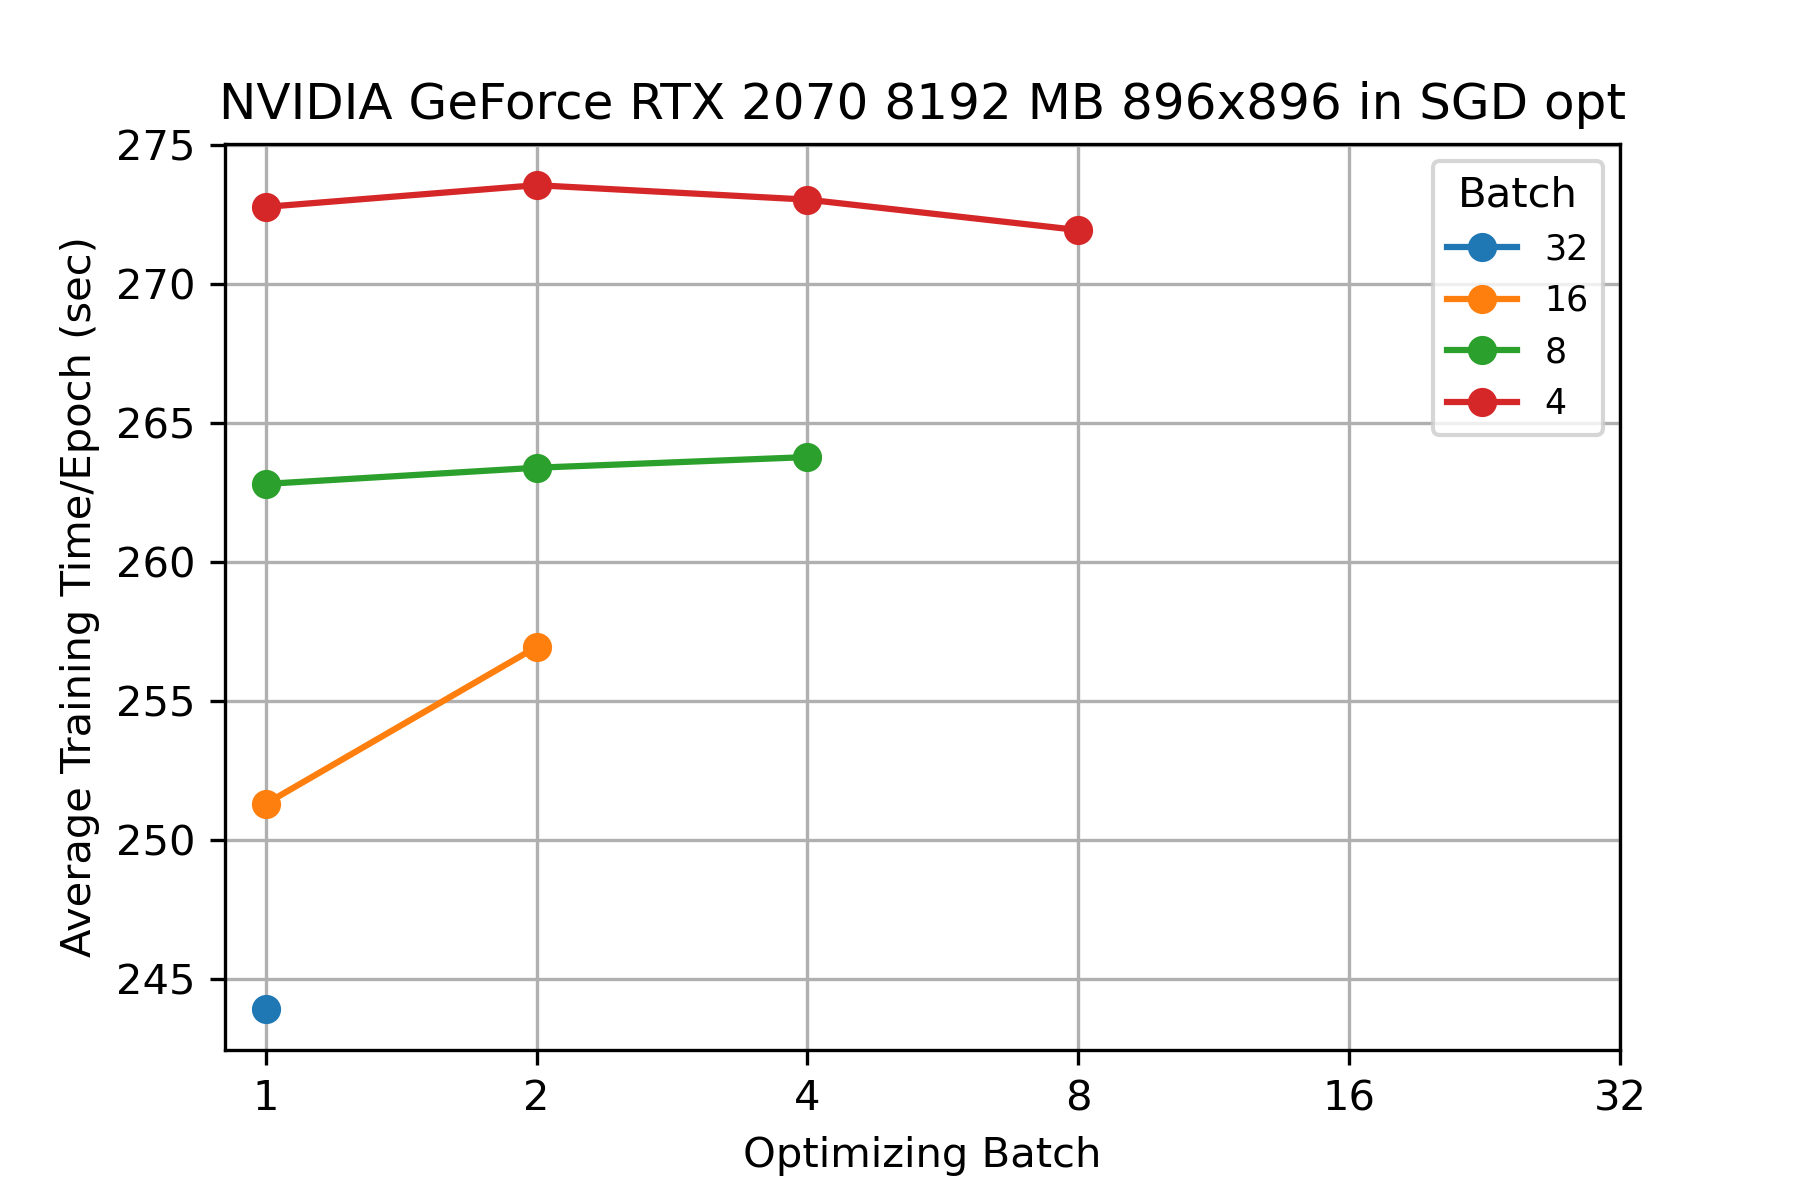 NVIDIA GeForce RTX 2070 8192 MB 896x896 in SGD opt
275
270
265
260
255
250
245
Average Training Time/Epoch (sec)
Batch
32
16
8
4
1 2 4 8 16 32
Optimizing Batch